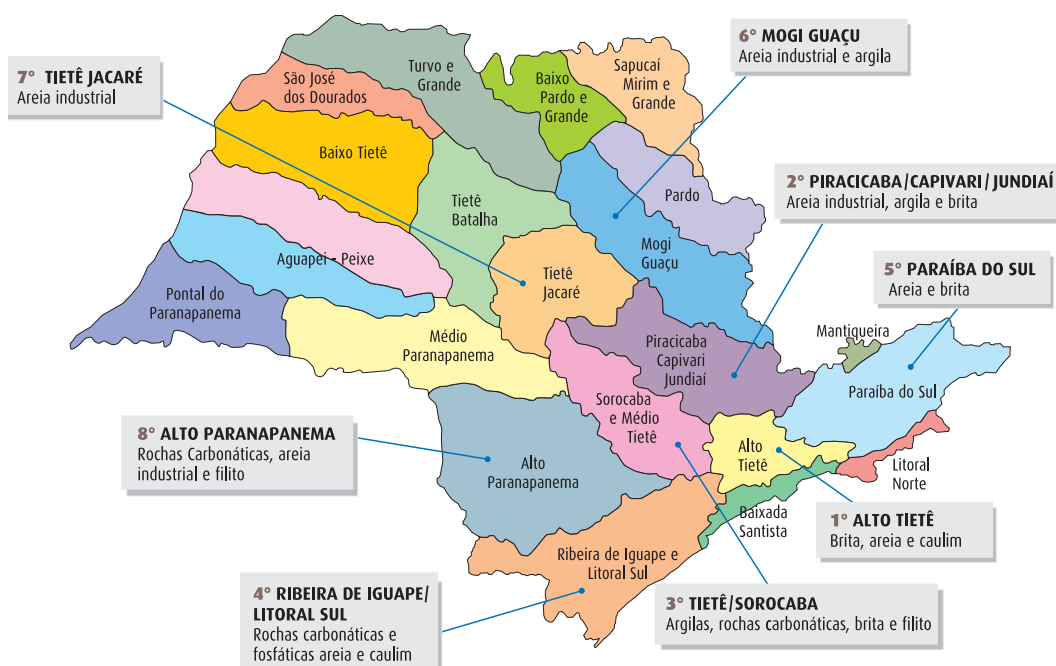 6° MOGI GUAÇU
Areia industrial e argila
7° TIETÊ JACARÉ
Areia industrial
São José
dos Dourados
Turvo e
Grande
Baixo
Pardo e
Grande
Sapucaí
Mirim e
Grande
Baixo Tietê
2° PIRACICABA/CAPIVARI/JUNDIAÍ
Areia industrial, argila e brita
Tietê
Batalha
Pardo
Mogi
Guaçu
Aguapei - Peixe
Tietê
Jacaré
5° PARAÍBA DO SUL
Areia e brita
Pontal do
Paranapanema
Médio
Paranapanema
Piracicaba
Capivari
Jundiaí
Mantiqueira
Paraíba do Sul
Sorocaba
e Médio
Tietê
8° ALTO PARANAPANEMA
Rochas Carbonáticas, areia
industrial e filito
Alto
Paranapanema
Alto
Tietê
Litoral
Norte
Baixada
Santista
1° ALTO TIETÊ
Brita, areia e caulim
Ribeira de Iguape e
Litoral Sul
4° RIBEIRA DE IGUAPE/
LITORAL SUL
Rochas carbonáticas e
fosfáticas areia e caulim
3° TIETÊ/SOROCABA
Argilas, rochas carbonáticas, brita e filito